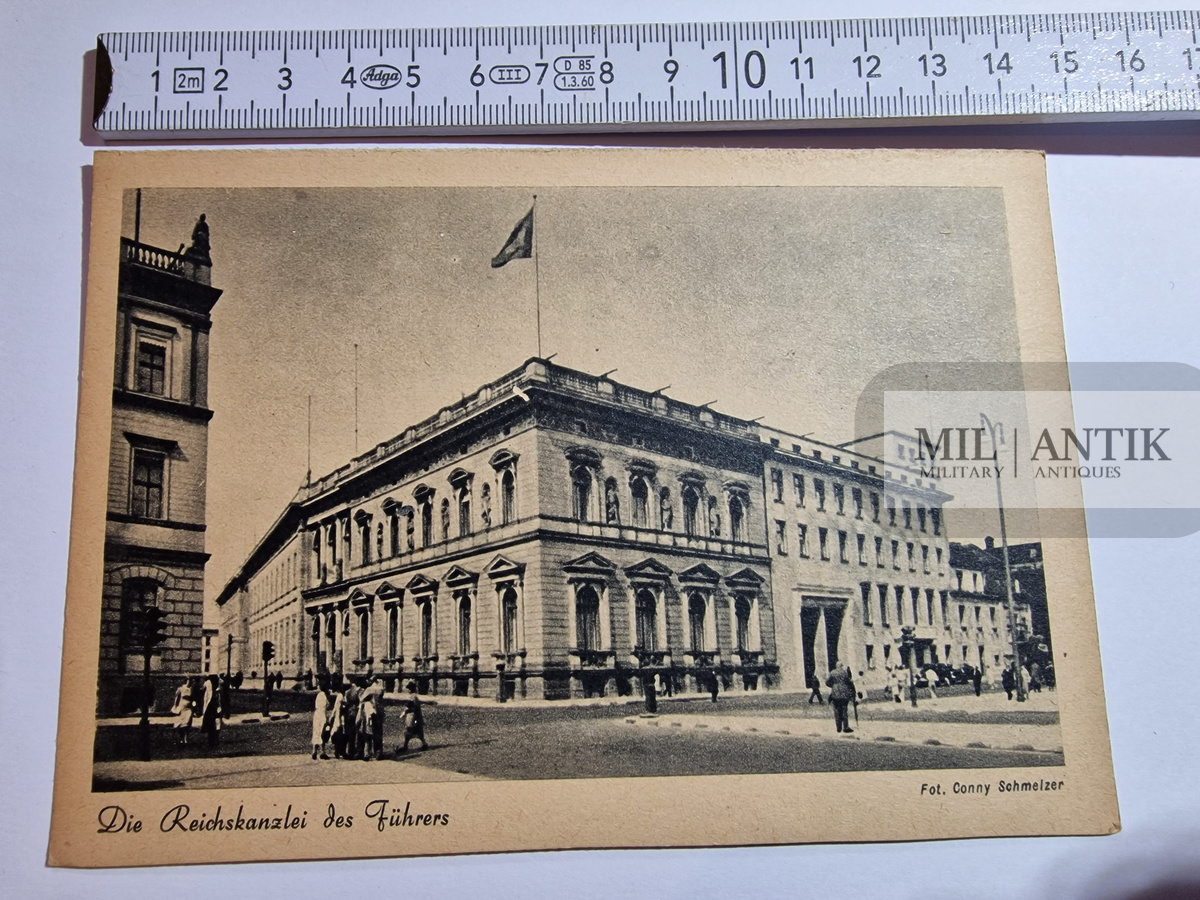 1 2m 2 3 4 Adga 5 6 III 7 D 85 1.3.60 8 9 10 11 12 13 14 15 16 1
MIL | ANTIK
MILITARY | ANTIQUES
Fot. Conny Schmelzer
Die Reichskanzlei des Führers